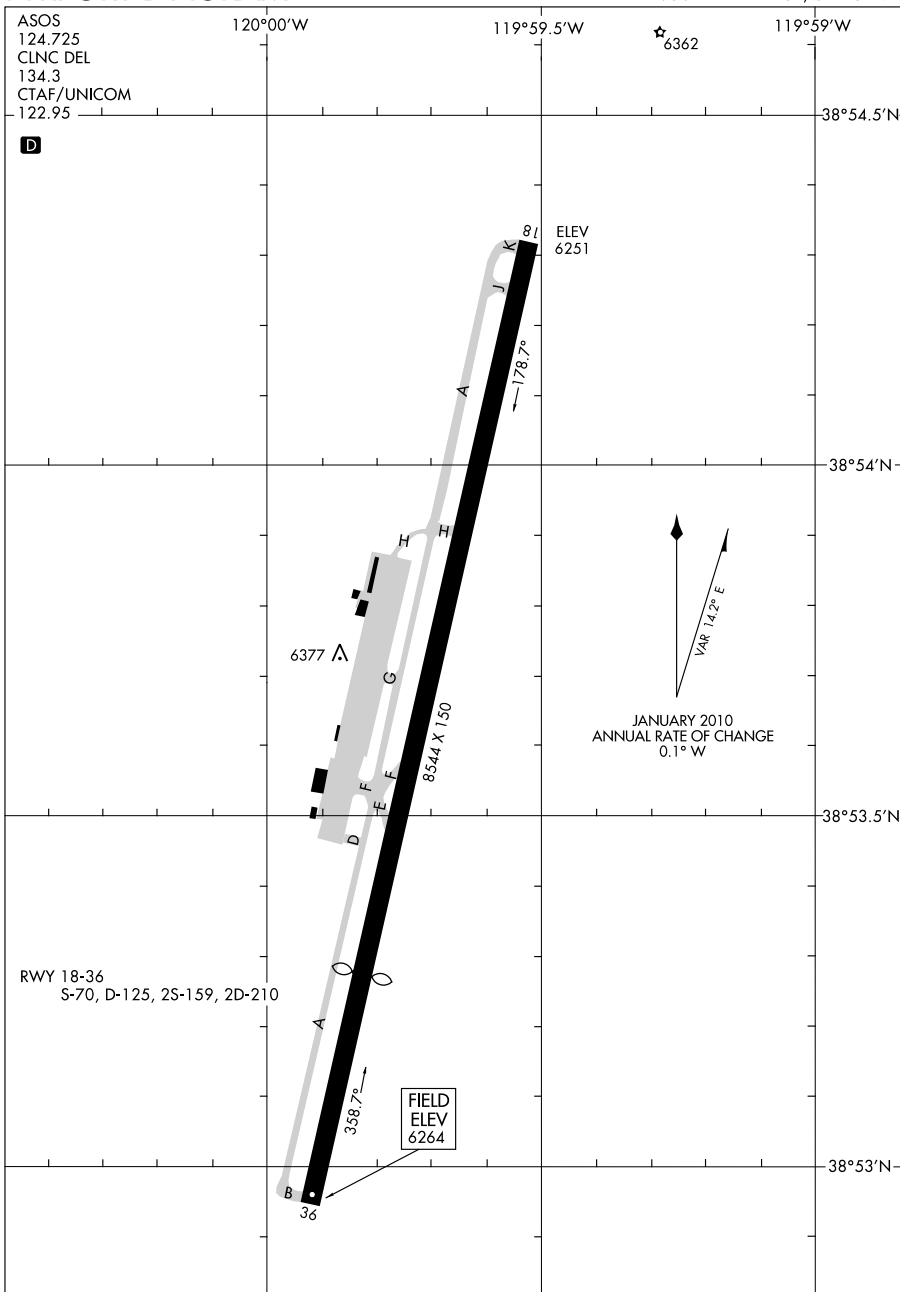 120°00'W
119°59.5'W
119°59'W
ASOS
124.725
CLNC DEL
134.3
CTAF/UNICOM
122.95
D
6362
38°54.5'N
18
ELEV
6251
K
J
178.7°
A
38°54'N
H
H
VAR 14.2° E
6377
G
JANUARY 2010
ANNUAL RATE OF CHANGE
0.1° W
8544 X 150
F
F
E
38°53.5'N
D
RWY 18-36
S-70, D-125, 2S-159, 2D-210
A
358.7°
FIELD
ELEV
6264
38°53'N
B
36